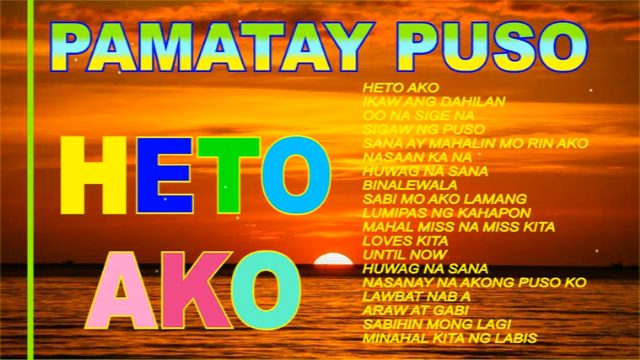 PAMATAY PUSO
HETO
AKO
HETO AKO
IKAW ANG DAHILAN
OO NA SIGE NA
SIGAW NG PUSO
SANA AY MAHALIN MO RIN AKO
NASAAN KA NA
HUWAG NA SANA
BINALEWALA
SABI MO AKO LAMANG
LUMIPAS NG KAHAPON
MAHAL MISS NA MISS KITA
LOVES KITA
UNTIL NOW
HUWAG NA SANA
NASANAY NA AKONG PUSO KO
LAWBAT NAB A
ARAW AT GABI
SABIHIN MONG LAGI
MINAHAL KITA NG LABIS